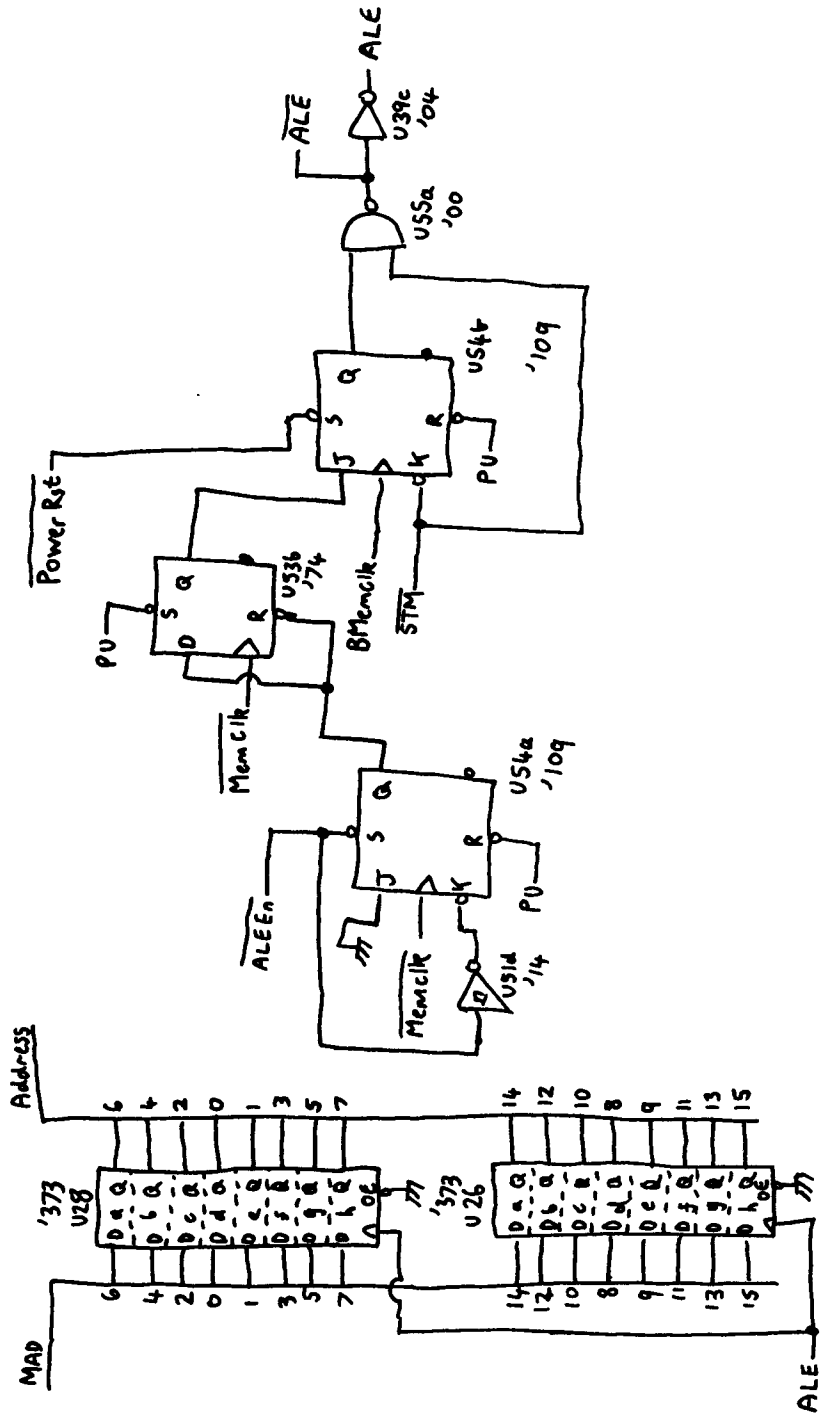 MAD
Address
'373
U28
6 D a Q 6
4 D b Q 4
2 D c Q 2
0 D d Q 0
1 D e Q 1
3 D f Q 3
5 D g Q 5
7 D h Q 7
OE
'373
U26
14 D a Q 14
12 D b Q 12
10 D c Q 10
8 D d Q 8
9 D e Q 9
11 D f Q 11
13 D g Q 13
15 D h Q 15
OE
ALE
ALEEn
J S Q
MemClk
K R
PU
U51d
'14
U54a
'109
PU
D S Q
MemClk
R
U53b
'74
Power Rst
J S Q
BMemClk
STM
K R
PU
U54b
'109
ALE
U55a
'00
ALE
U39c
'04